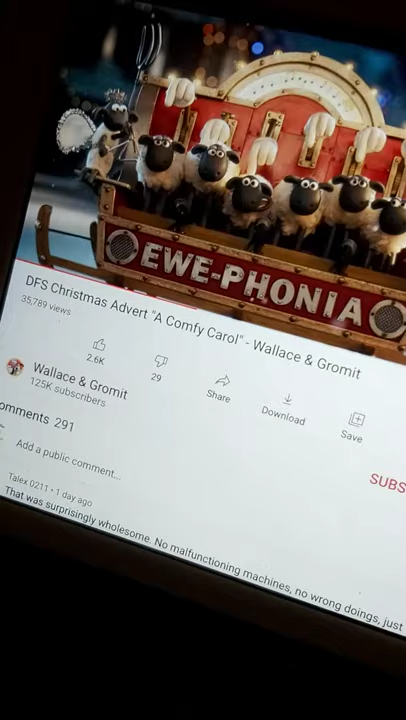 EWE-PHONIA
DFS Christmas Advert "A Comfy Carol" - Wallace & Gromit
35,789 views
2.6K
29
Share
Download
Save
Wallace & Gromit
125K subscribers
SUBS
omments 291
Add a public comment...
Talex 0211 • 1 day ago
That was surprisingly wholesome. No malfunctioning machines, no wrong doings, just